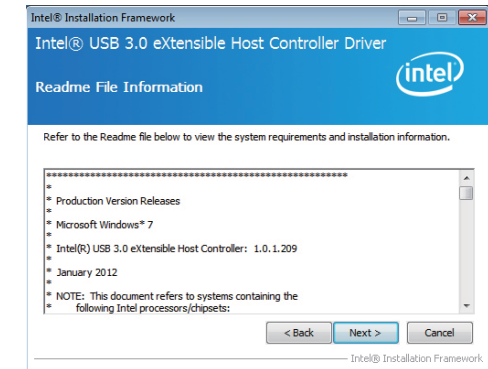 Intel® Installation Framework
Intel® USB 3.0 eXtensible Host Controller Driver
Readme File Information
intel
Refer to the Readme file below to view the system requirements and installation information.
******************************************************
*
* Production Version Releases
*
* Microsoft Windows* 7
*
* Intel(R) USB 3.0 eXtensible Host Controller: 1.0.1.209
*
* January 2012
*
* NOTE: This document refers to systems containing the
* following Intel processors/chipsets:
< Back Next > Cancel
Intel® Installation Framework